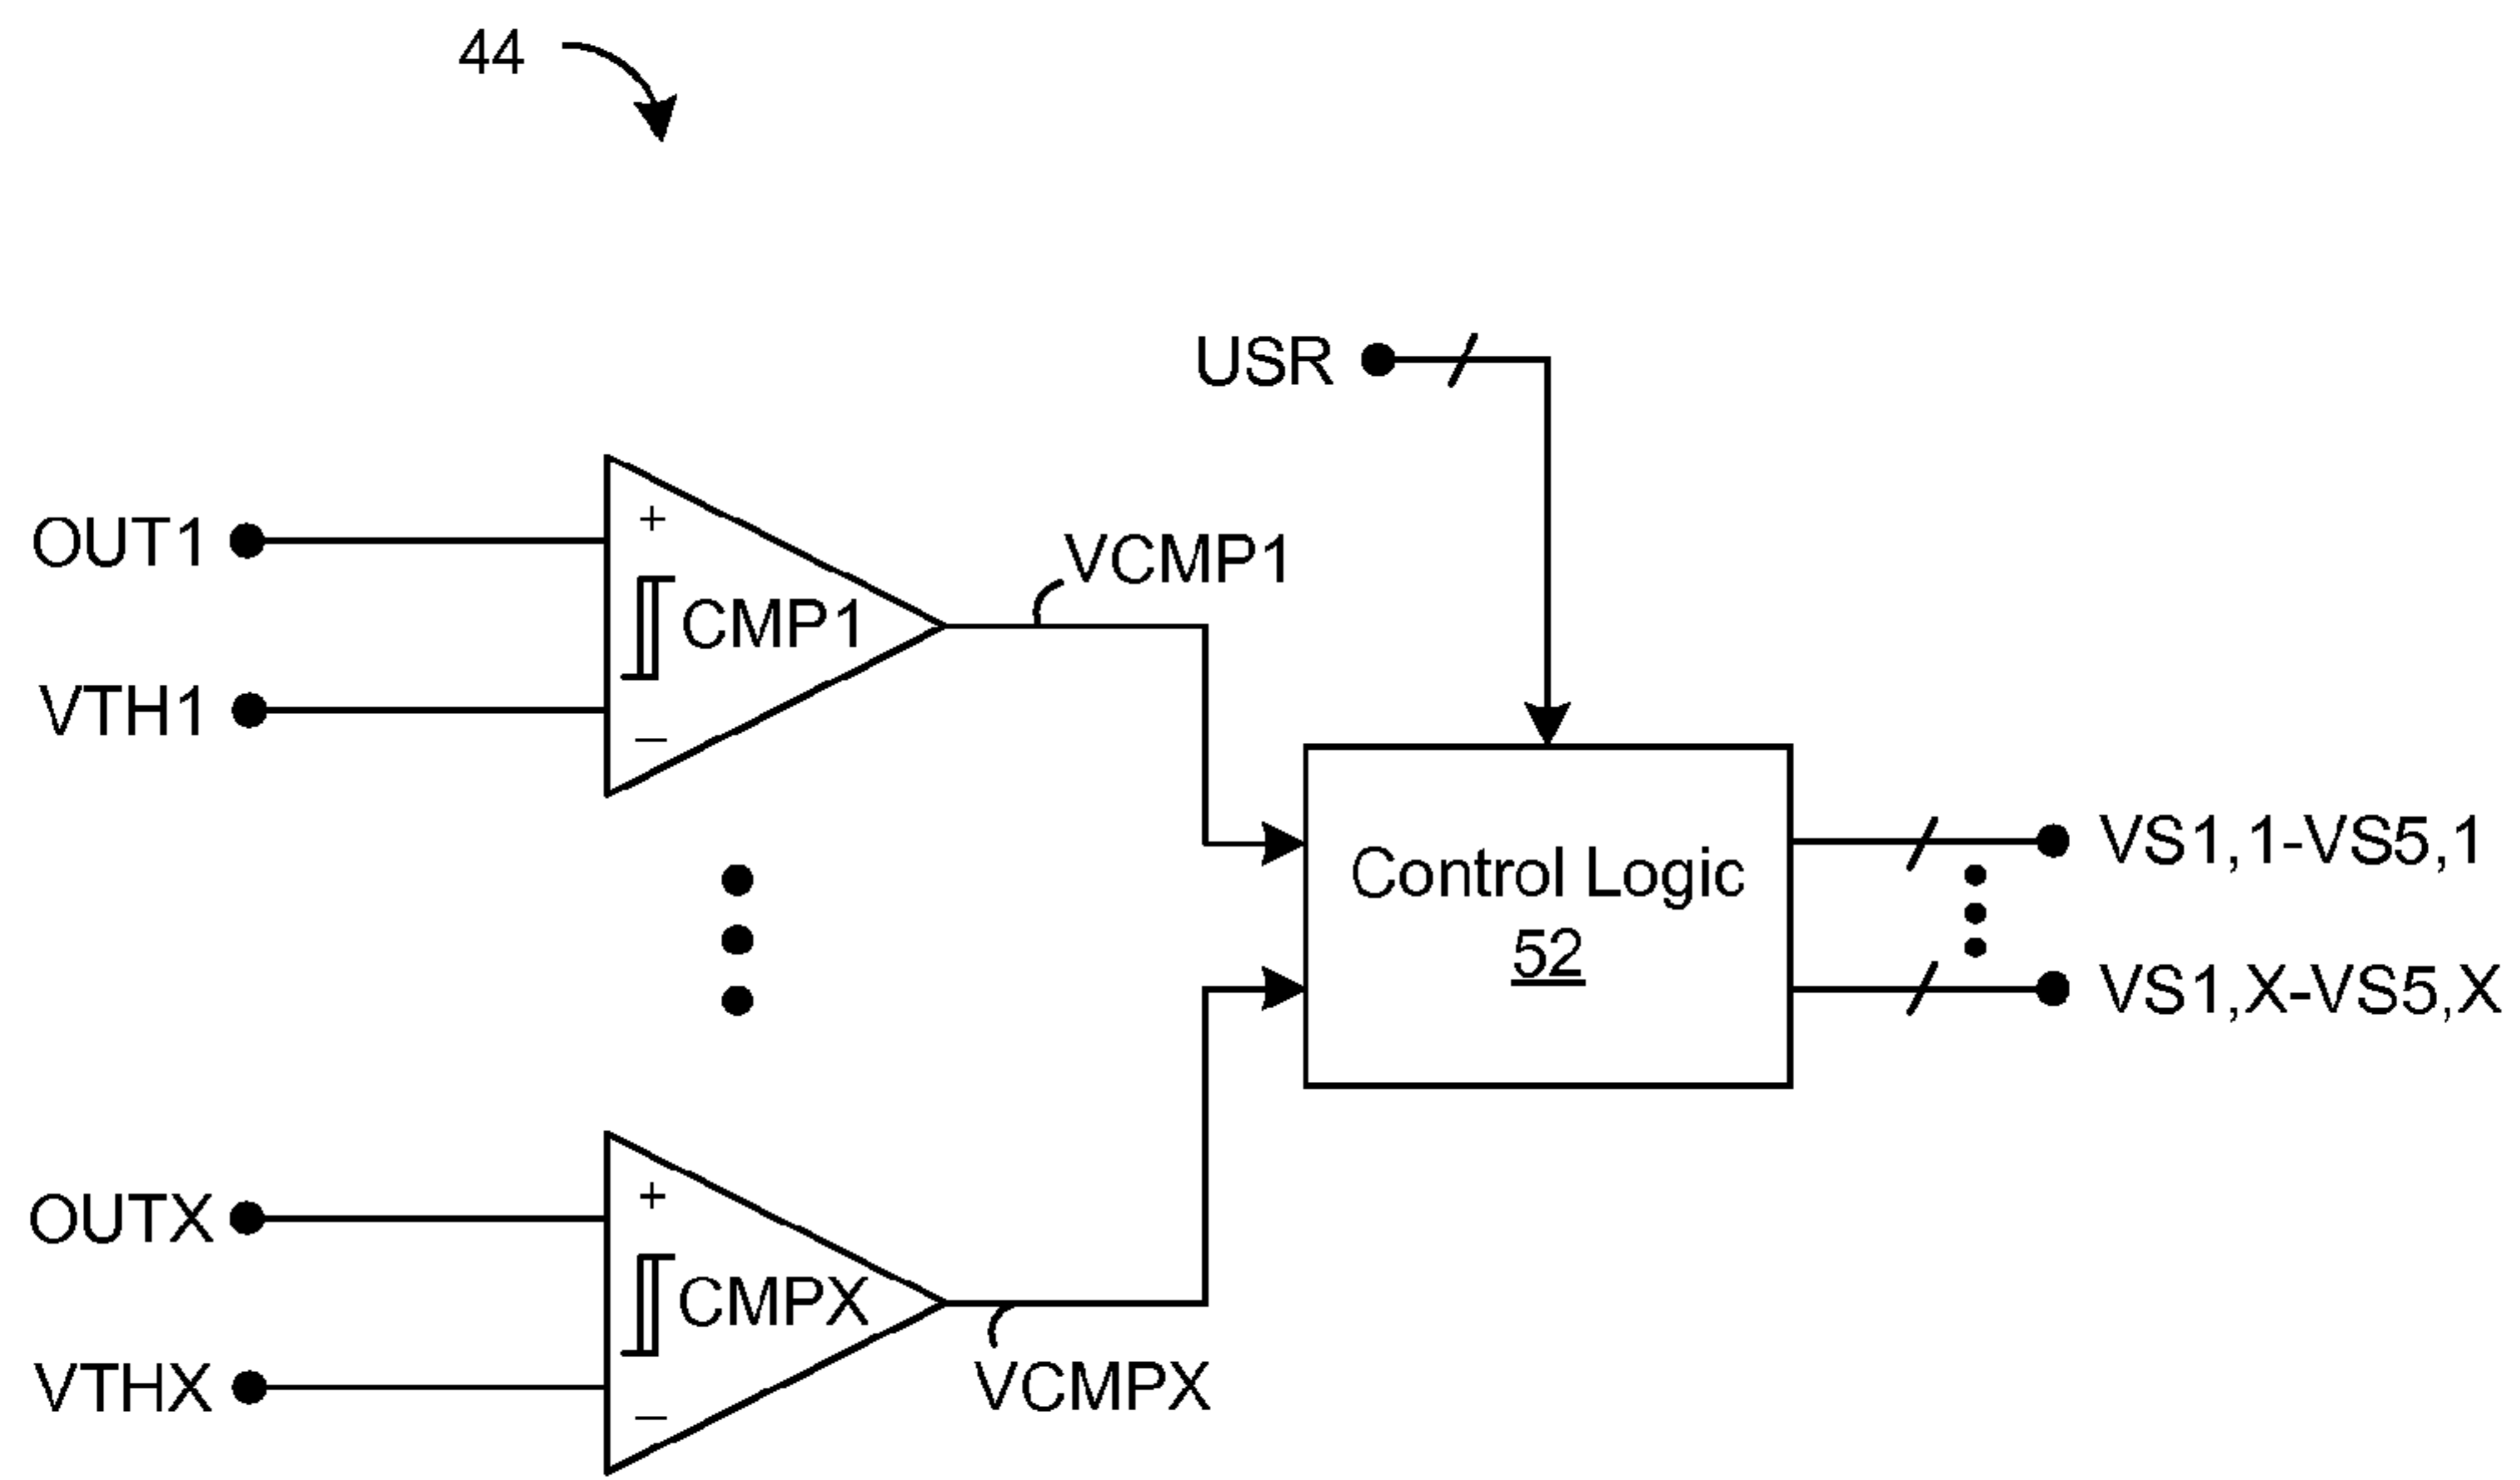 44
USR
OUT1
+
CMP1
VCMP1
VTH1
−
Control Logic
52
VS1,1-VS5,1
VS1,X-VS5,X
OUTX
+
CMPX
VCMPX
VTHX
−